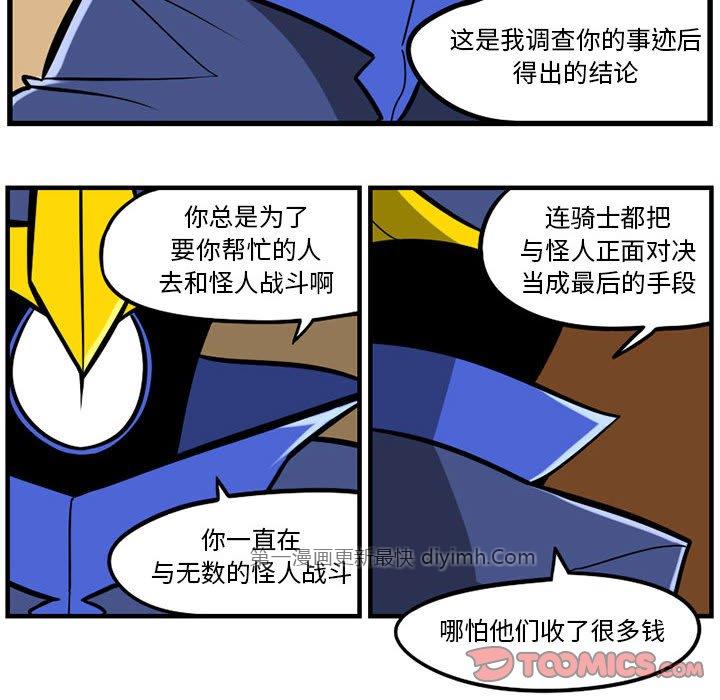 这是我调查你的事迹后
得出的结论
你总是为了
要你帮忙的人
去和怪人战斗啊
你一直在
与无数的怪人战斗
连骑士都把
与怪人正面对决
当成最后的手段
哪怕他们收了很多钱
第一漫画更新最快 diyimh.Com
TOOMICS.COM